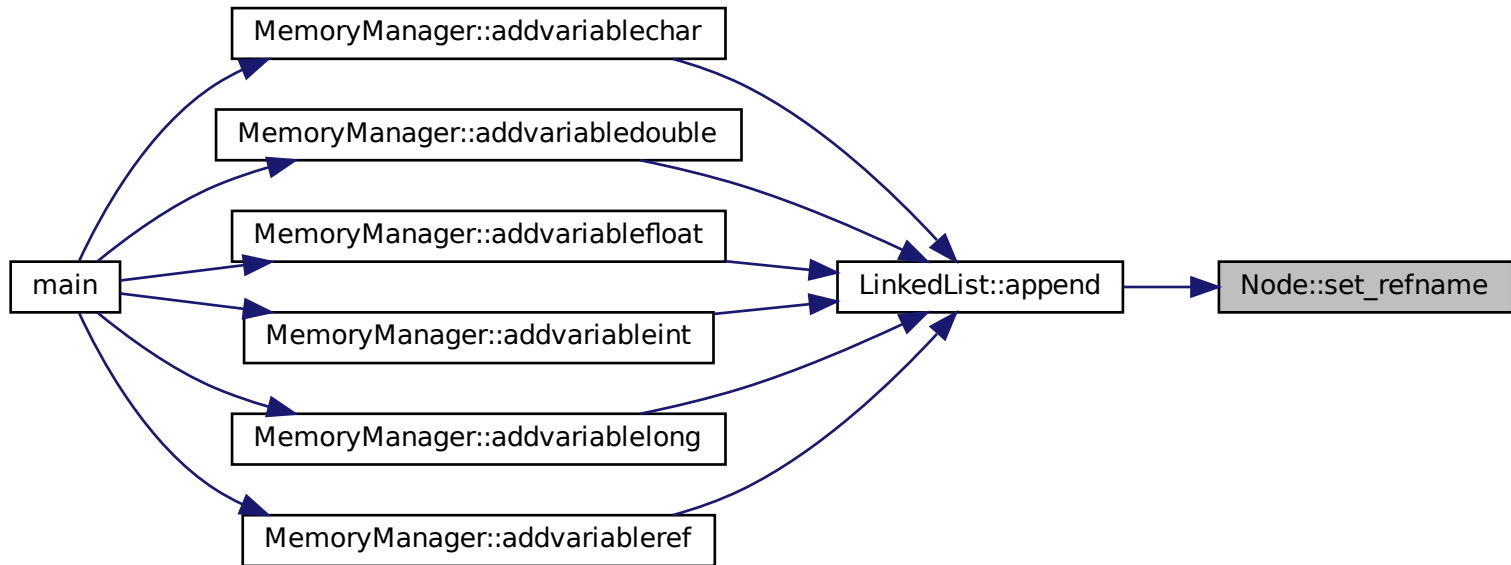 MemoryManager::addvariablechar
MemoryManager::addvariabledouble
MemoryManager::addvariablefloat
main
LinkedList::append
Node::set_refname
MemoryManager::addvariableint
MemoryManager::addvariablelong
MemoryManager::addvariableref